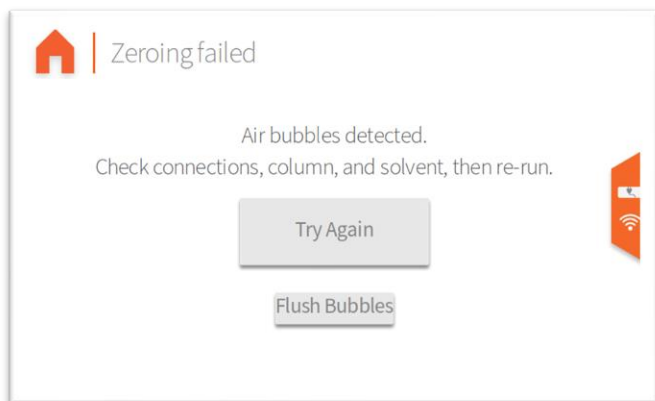 Zeroing failed
Air bubbles detected.
Check connections, column, and solvent, then re-run.
Try Again
Flush Bubbles